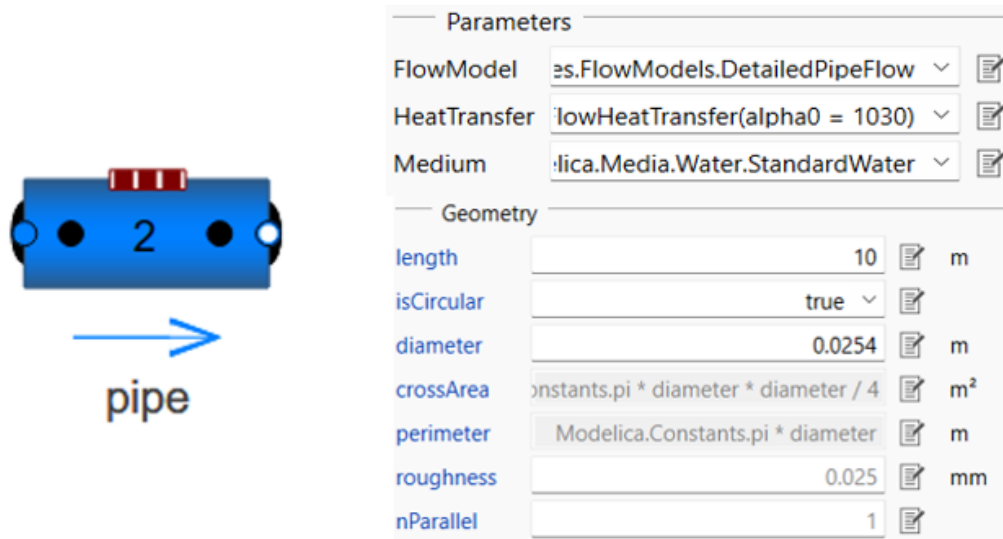 2
pipe
Parameters
FlowModel es.FlowModels.DetailedPipeFlow
HeatTransfer lowHeatTransfer(alpha0 = 1030)
Medium lica.Media.Water.StandardWater
Geometry
length 10 m
isCircular true
diameter 0.0254 m
crossArea onstants.pi * diameter * diameter / 4 m²
perimeter Modelica.Constants.pi * diameter m
roughness 0.025 mm
nParallel 1